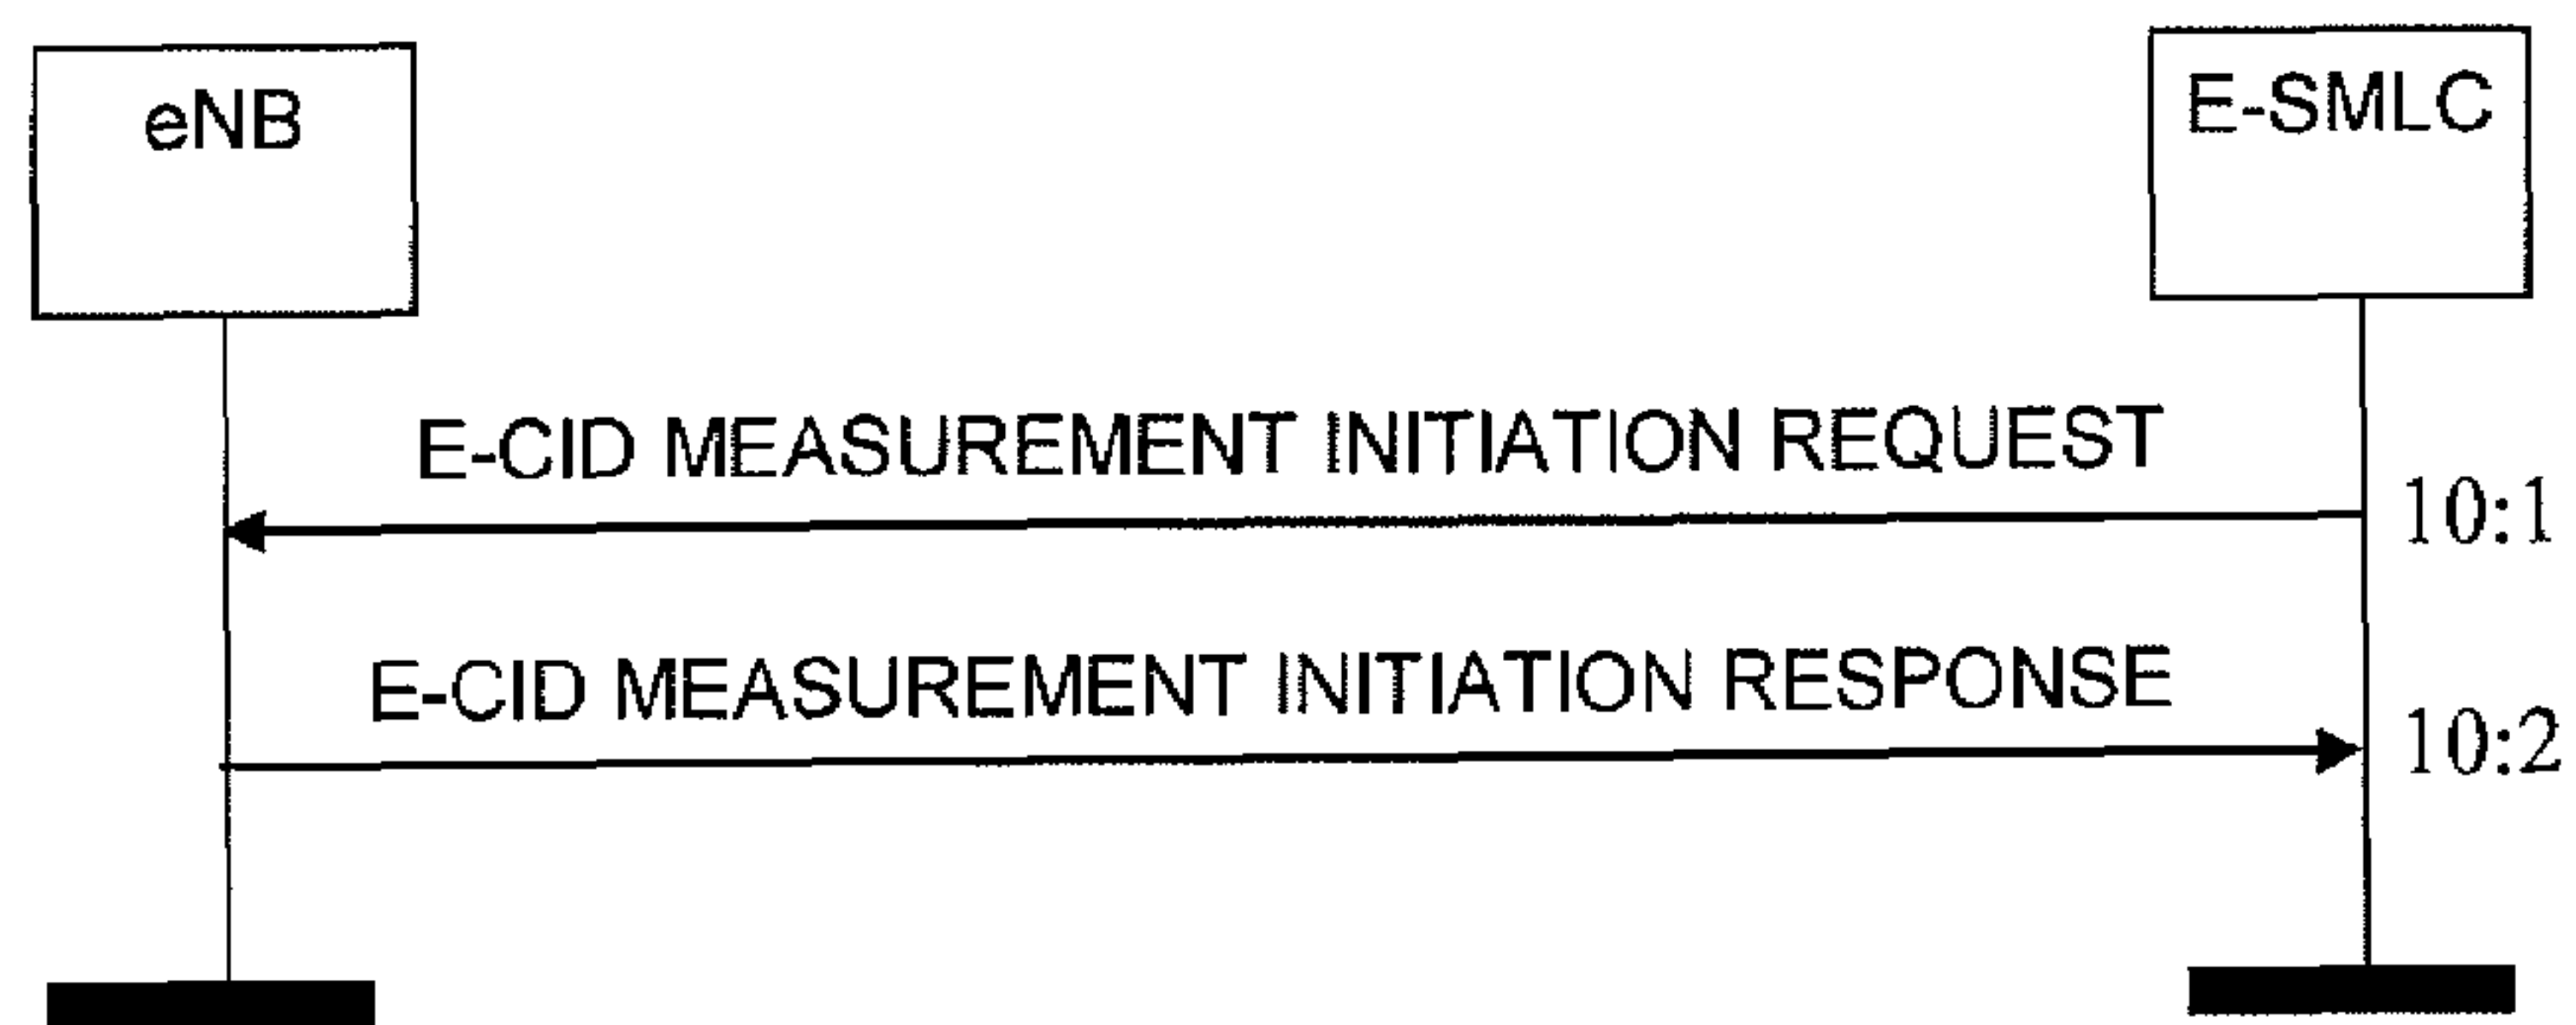 eNB
E-SMLC
E-CID MEASUREMENT INITIATION REQUEST
10:1
E-CID MEASUREMENT INITIATION RESPONSE
10:2